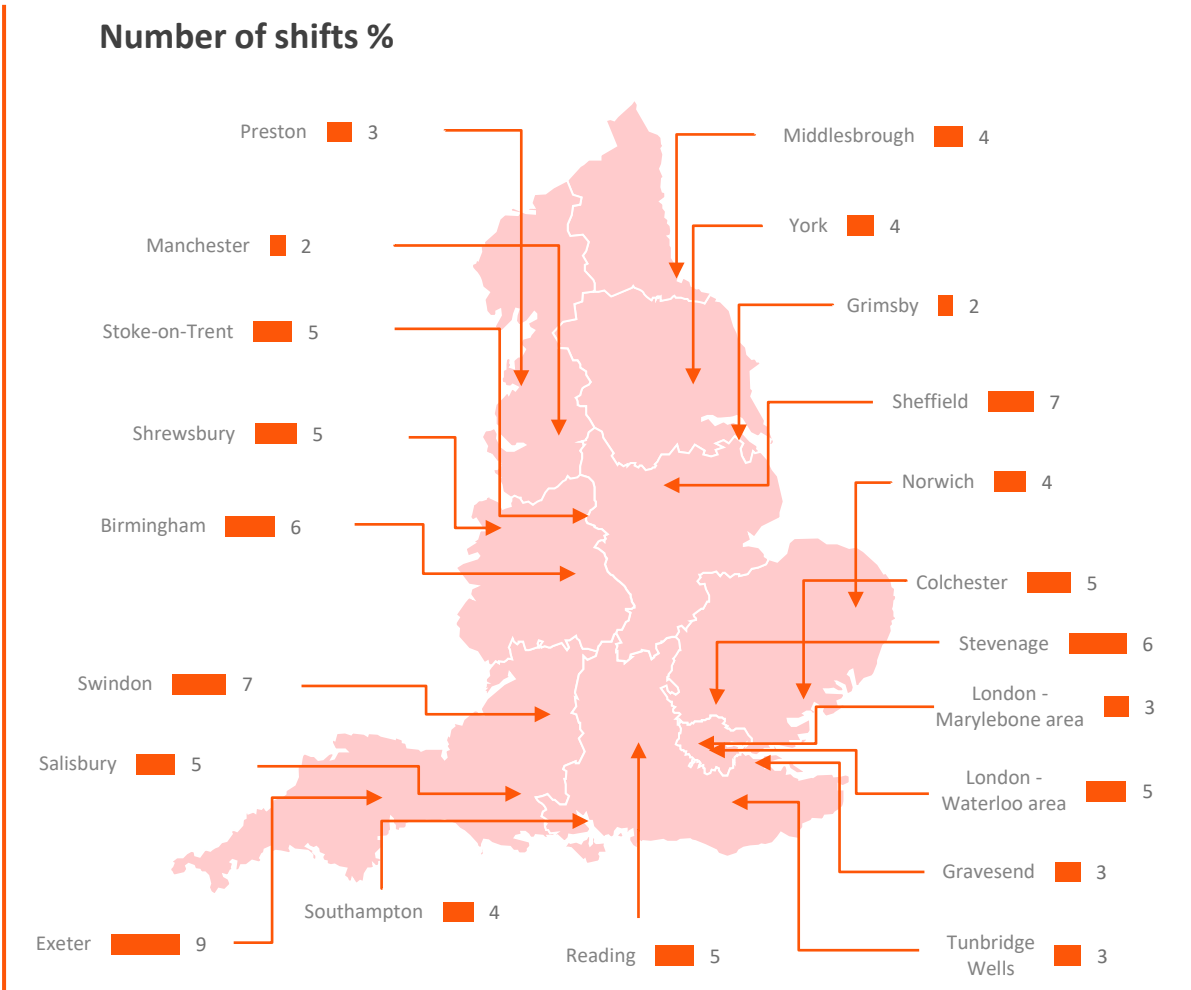 Number of shifts %
Preston 3
Middlesbrough 4
York 4
Manchester 2
Grimsby 2
Stoke-on-Trent 5
Sheffield 7
Shrewsbury 5
Norwich 4
Birmingham 6
Colchester 5
Stevenage 6
Swindon 7
London -
Marylebone area 3
Salisbury 5
London -
Waterloo area 5
Gravesend 3
Southampton 4
Exeter 9
Reading 5
Tunbridge
Wells 3